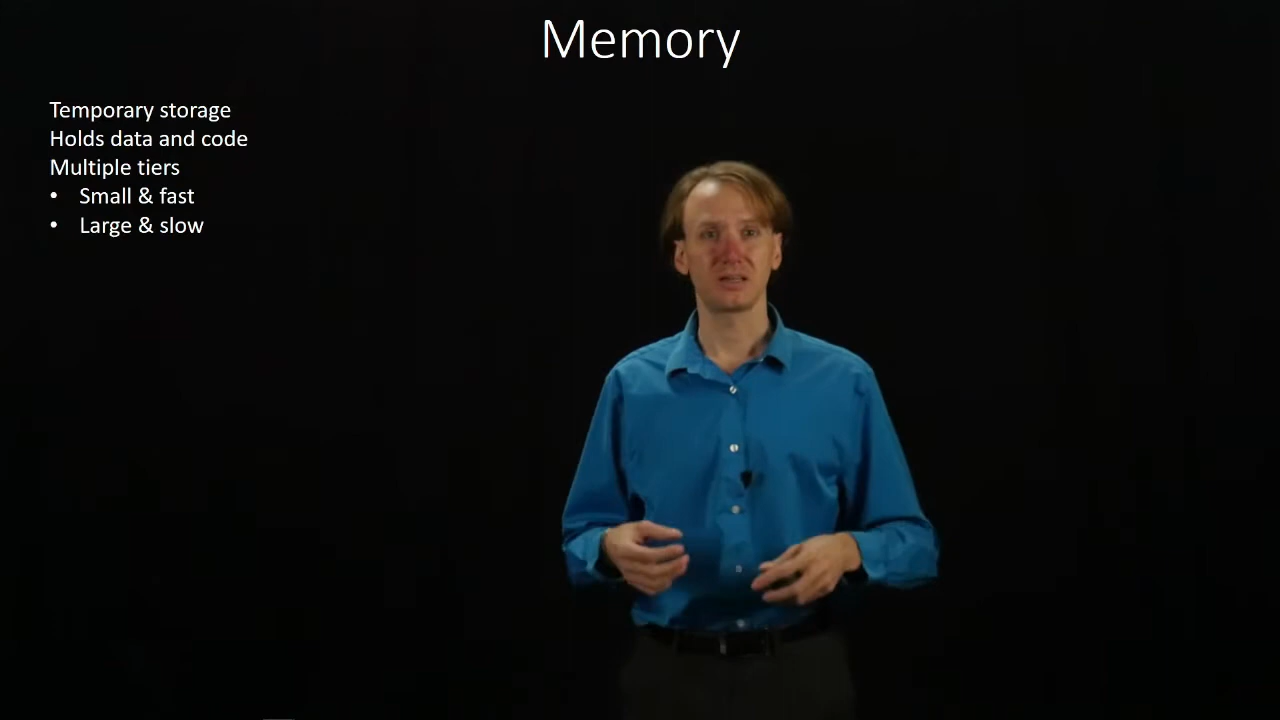 Memory
Temporary storage
Holds data and code
Multiple tiers
• Small & fast
• Large & slow